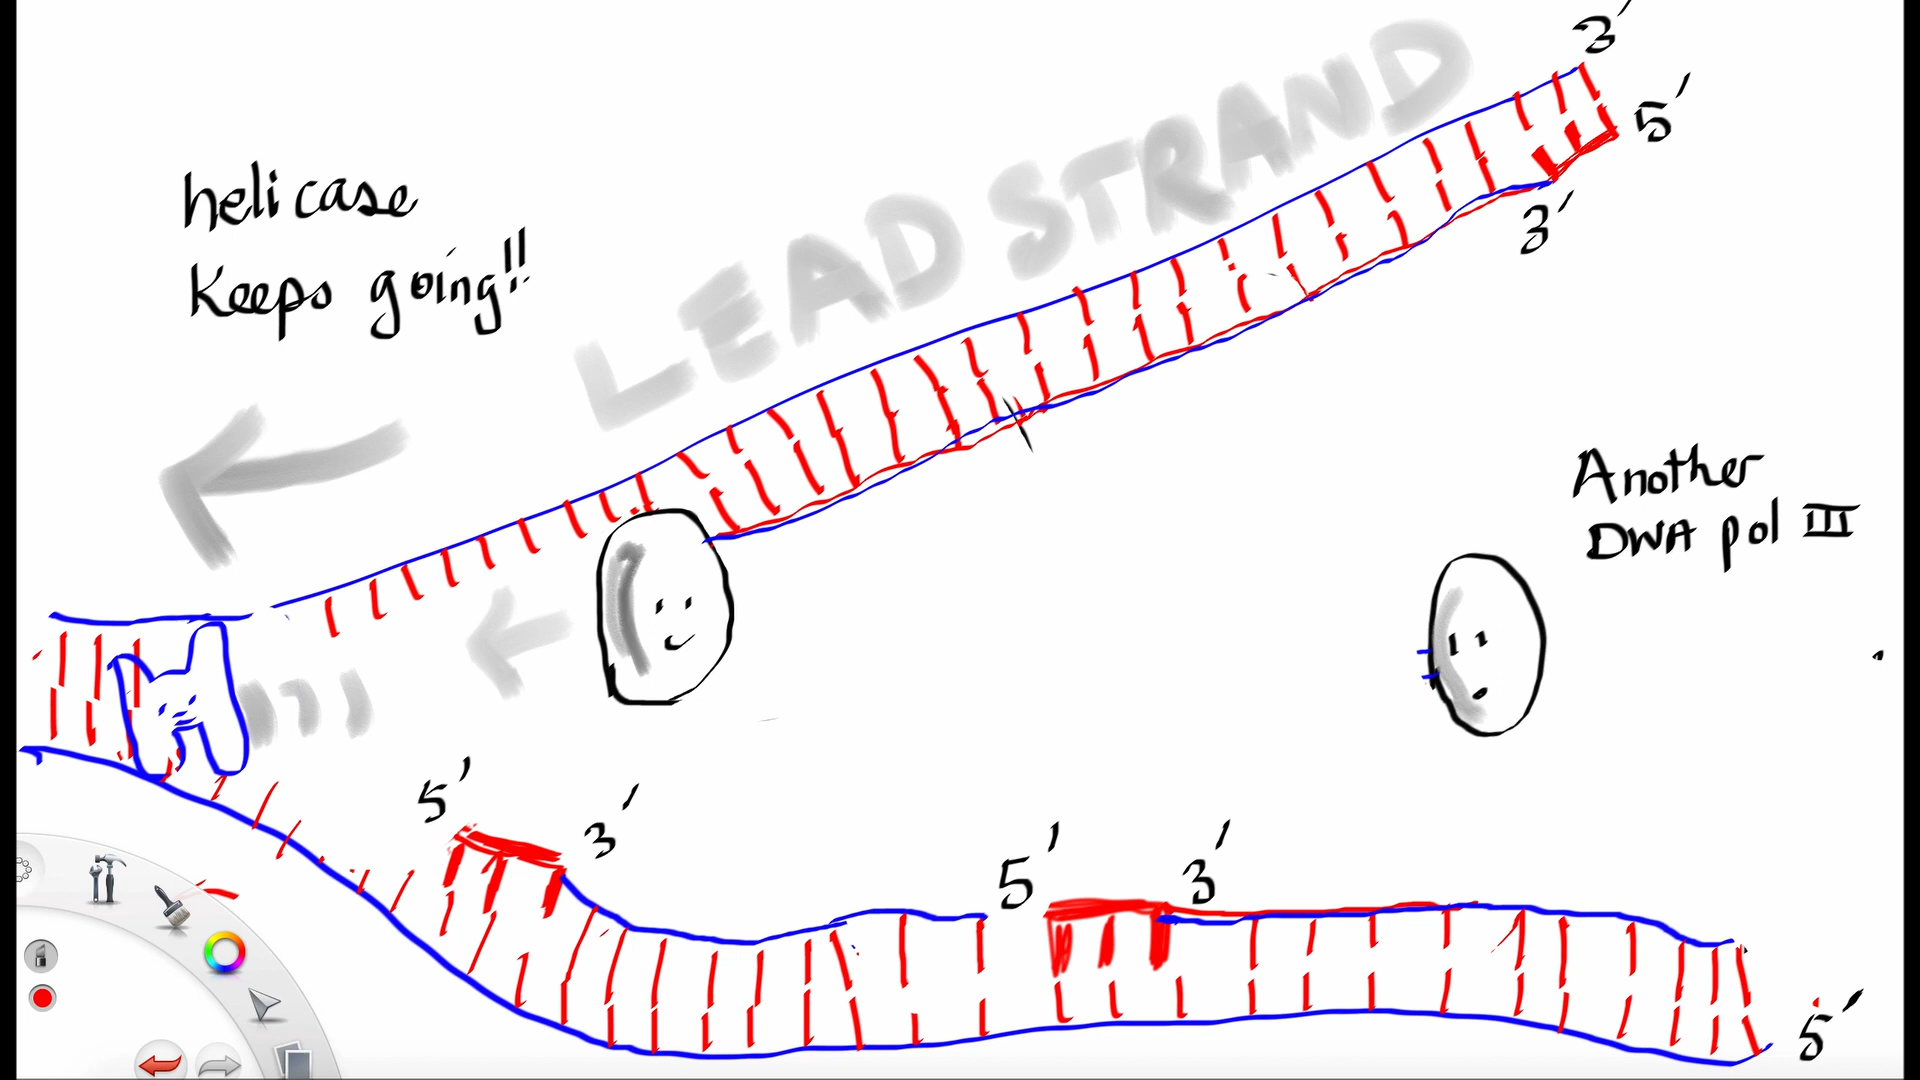 3'
5'
LEAD STRAND
helicase
Keeps going!!
3'
Another
DNA pol III
5'
3'
5'
3'
5'